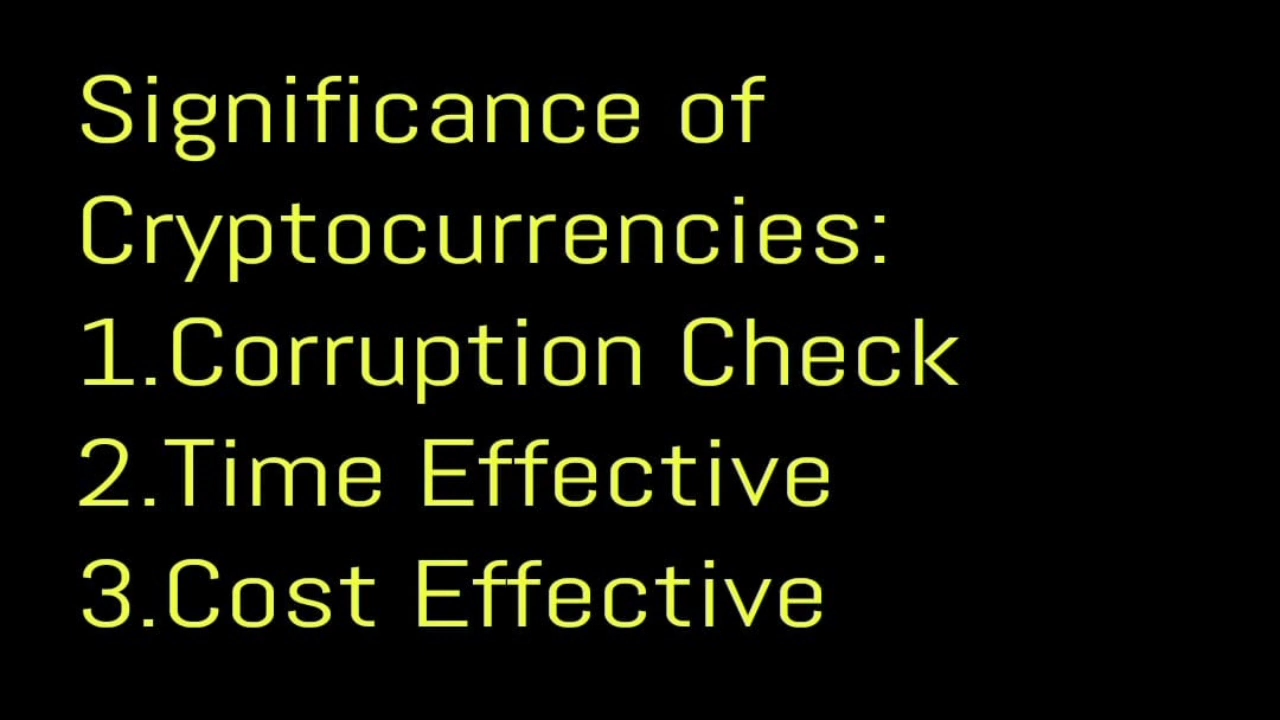 Significance of
Cryptocurrencies:
1.Corruption Check
2.Time Effective
3.Cost Effective